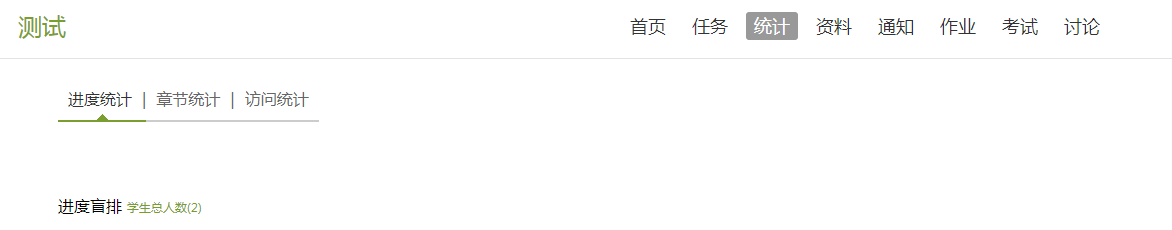 测试 首页 任务 统计 资料 通知 作业 考试 讨论
进度统计 | 章节统计 | 访问统计
进度盲排 学生总人数(2)